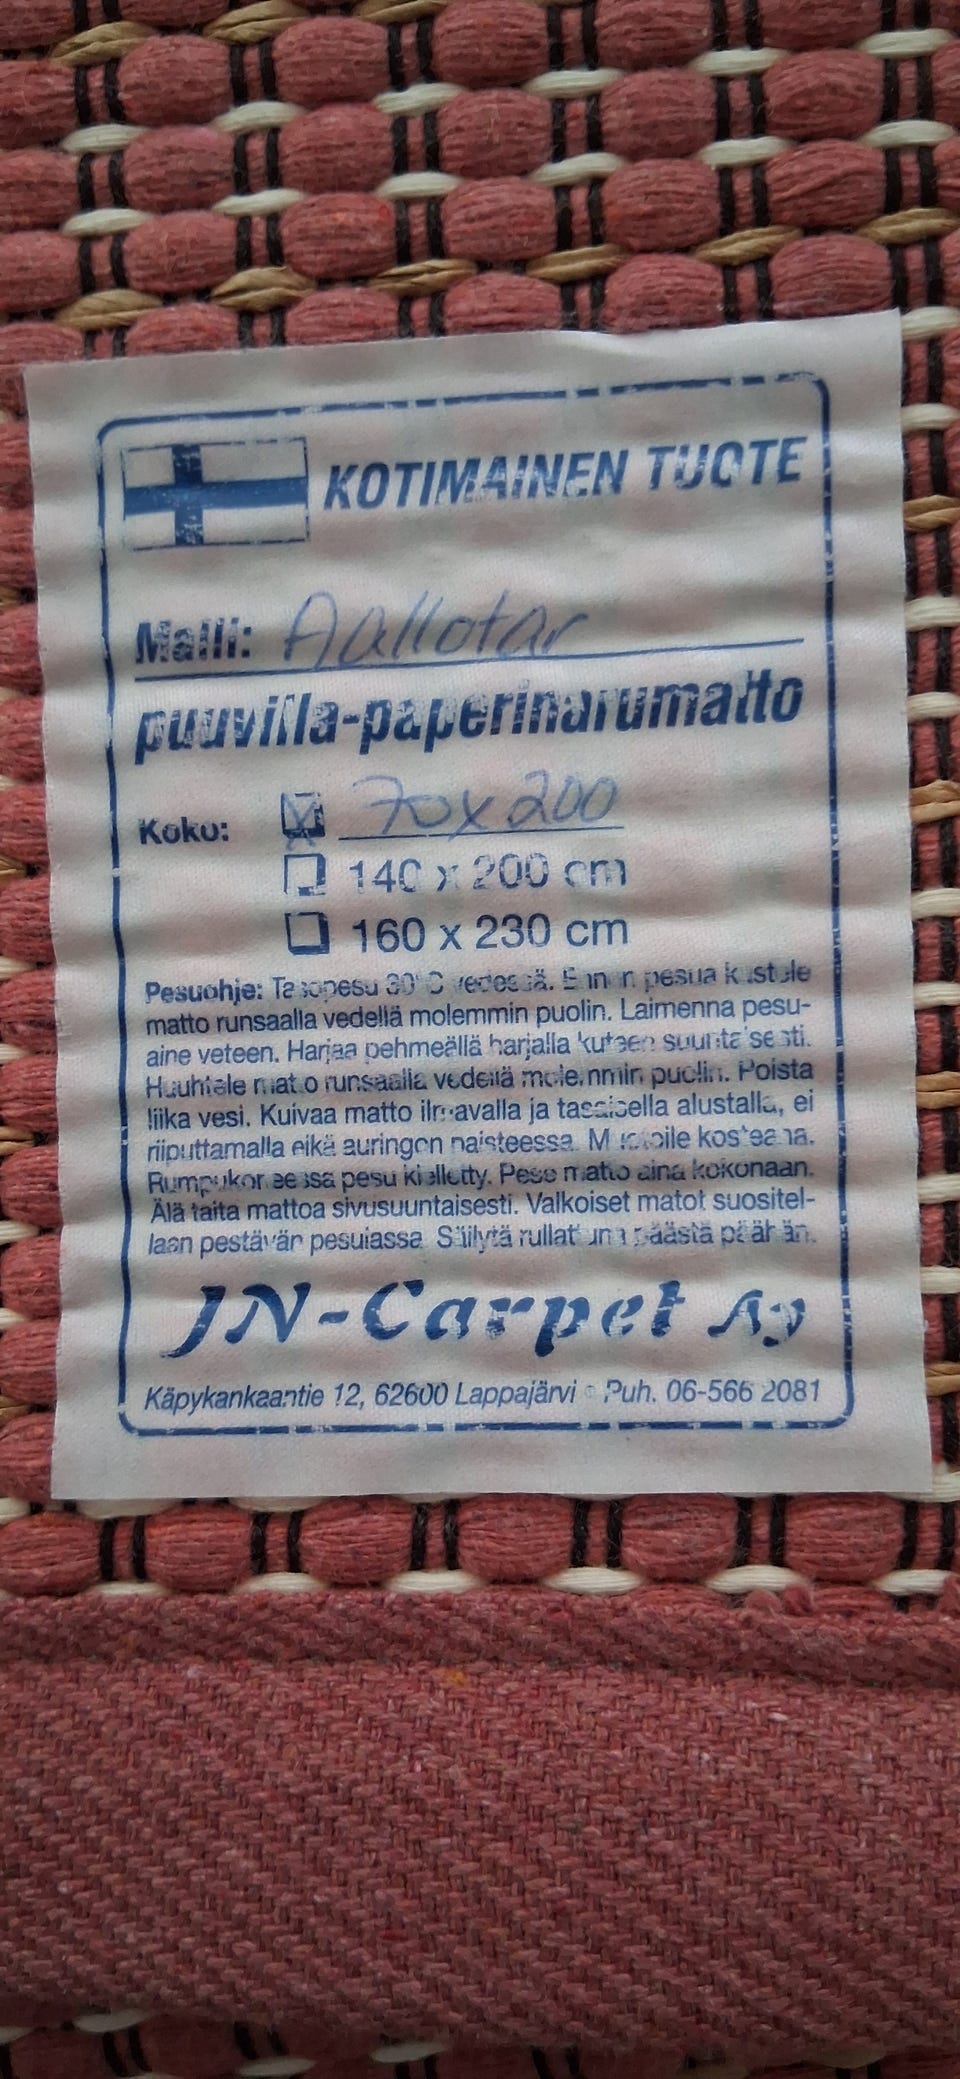 KOTIMAINEN TUOTE
Malli: Aallotar
puuvilla-paperinarumatto
Koko: 70x200
140 x 200 cm
160 x 230 cm
Pesuohje: Tasopesu 30°C vedessä. Ennen pesua kastele
matto runsaalla vedellä molemmin puolin. Laimenna pesu-
aine veteen. Harjaa pehmeällä harjalla kuteen suuntaisesti.
Huuhtele matto runsaalla vedellä molemmin puolin. Poista
liika vesi. Kuivaa matto ilmavalla ja tasaisella alustalla, ei
riiputtamalla eikä auringon paisteessa. Muotoile kosteana.
Rumpukoneessa pesu kielletty. Pese matto aina kokonaan.
Älä taita mattoa sivusuuntaisesti. Valkoiset matot suositel-
laan pestävän pesulassa. Säilytä rullattuna päästä päähän.
JN-Carpet Ay
Käpykankaantie 12, 62600 Lappajärvi • Puh. 06-566 2081